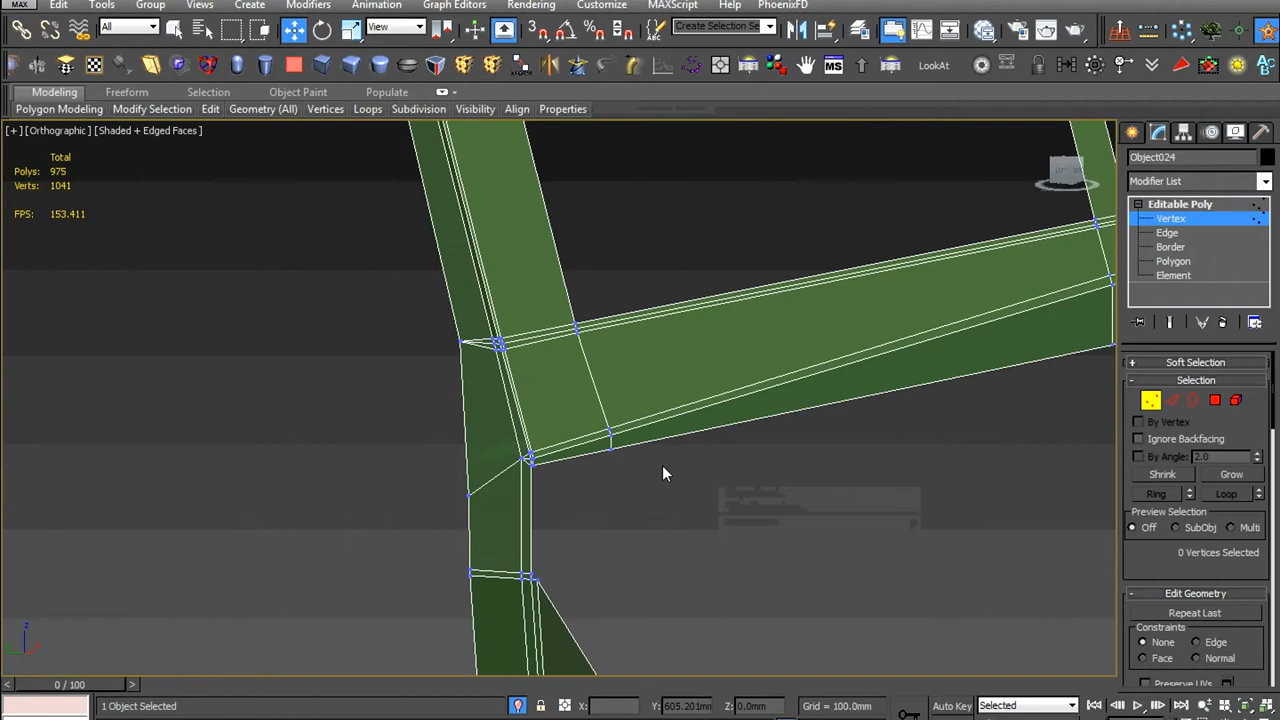 MAX Edit Tools Group Views Create Modifiers Animation Graph Editors Rendering Customize MAXScript Help PhoenixFD
All View Create Selection Se
MS LookAt
Modeling Freeform Selection Object Paint Populate
Polygon Modeling Modify Selection Edit Geometry (All) Vertices Loops Subdivision Visibility Align Properties
[+] [Orthographic] [Shaded + Edged Faces]
Total
Polys: 975
Verts: 1041
FPS: 153.411
Object024
Modifier List
Editable Poly
Vertex
Edge
Border
Polygon
Element
+ Soft Selection
- Selection
By Vertex
Ignore Backfacing
By Angle: 2.0
Shrink Grow
Ring Loop
Preview Selection
Off SubObj Multi
0 Vertices Selected
- Edit Geometry
Repeat Last
Constraints
None Edge
Face Normal
Preserve UVs
z
< 0 / 100 >
1 Object Selected X: Y: 605.201mm Z: 0.0mm Grid = 100.0mm Auto Key Selected